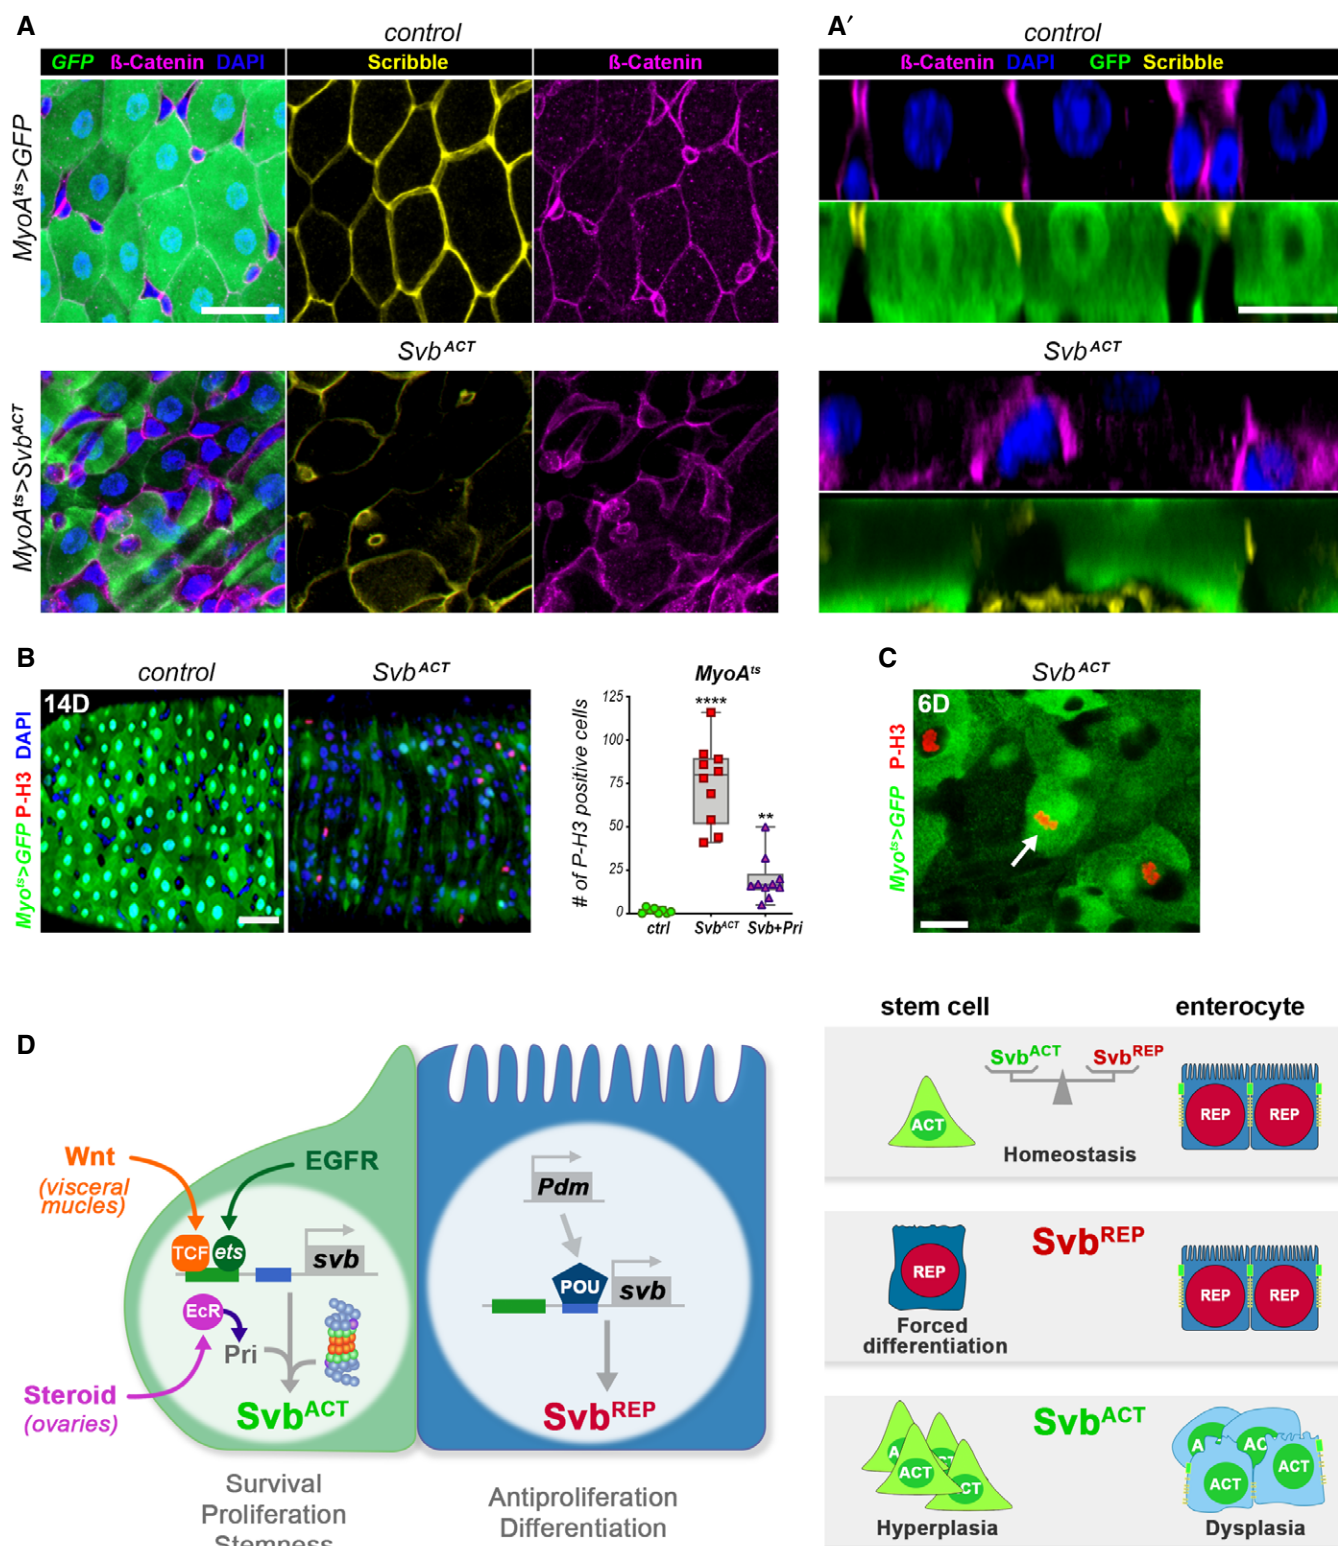 A
control
GFP ß-Catenin DAPI
Scribble
ß-Catenin
MyoAts>GFP
SvbACT
MyoAts>SvbACT
A′
control
ß-Catenin DAPI GFP Scribble
SvbACT
B
control
SvbACT
14D
Myots>GFP P-H3 DAPI
MyoAts
# of P-H3 positive cells
125
100
75
50
25
0
****
**
ctrl SvbACT Svb+Pri
C
SvbACT
6D
Myots>GFP P-H3
D
Wnt
(visceral
mucles)
EGFR
TCF ets
svb
EcR
Pri
Steroid
(ovaries)
SvbACT
Survival
Proliferation
Stemness
Pdm
POU
svb
SvbREP
Antiproliferation
Differentiation
stem cell enterocyte
SvbACT SvbREP
ACT
REP REP
Homeostasis
SvbREP
REP
REP REP
Forced
differentiation
SvbACT
A
ACT
CT
CT
A
AC
ACT
ACT
Hyperplasia
Dysplasia